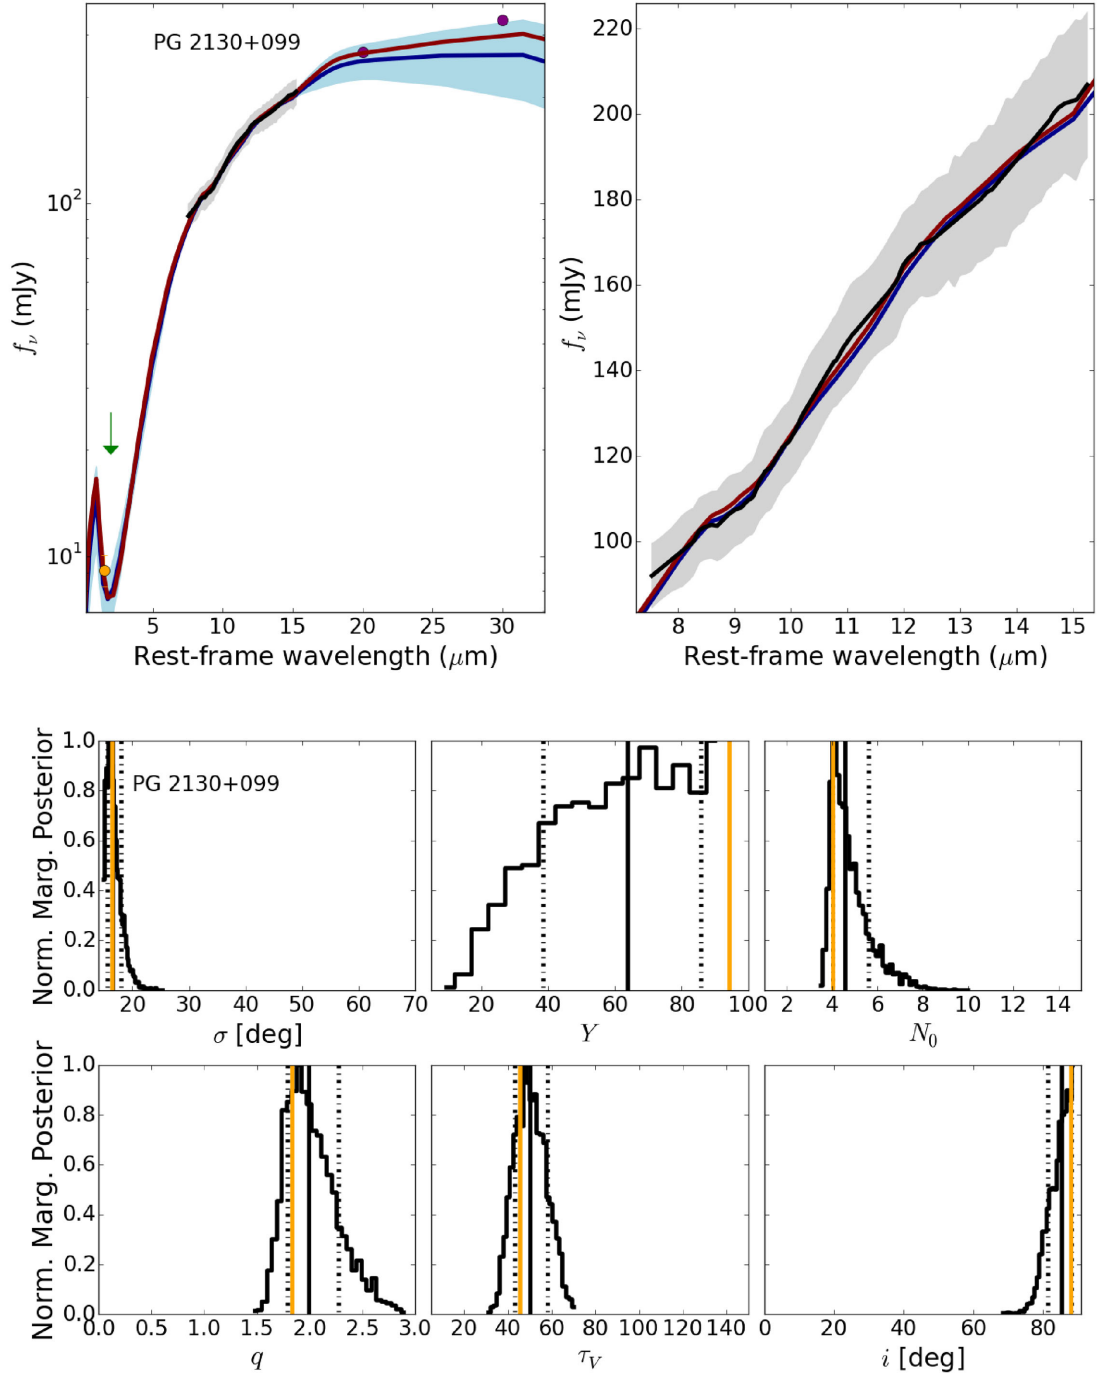 PG 2130+099
10²
10¹
f_ν (mJy)
5 10 15 20 25 30
Rest-frame wavelength (μm)
220
200
180
160
140
120
100
f_ν (mJy)
8 9 10 11 12 13 14 15
Rest-frame wavelength (μm)
Norm. Marg. Posterior
1.0
0.8
0.6
0.4
0.2
0.0
PG 2130+099
20 30 40 50 60 70
σ [deg]
20 40 60 80 100
Y
2 4 6 8 10 12 14
N₀
Norm. Marg. Posterior
1.0
0.8
0.6
0.4
0.2
0.0
0.0 0.5 1.0 1.5 2.0 2.5 3.0
q
20 40 60 80 100 120 140
τ_V
0 20 40 60 80
i [deg]